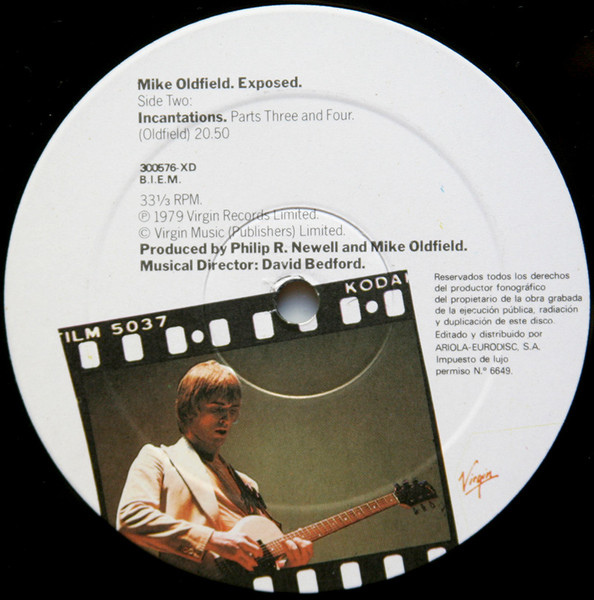 Mike Oldfield. Exposed.
Side Two:
Incantations. Parts Three and Four.
(Oldfield) 20.50
300576-XD
B.I.E.M.
33⅓ RPM.
℗ 1979 Virgin Records Limited.
© Virgin Music (Publishers) Limited.
Produced by Philip R. Newell and Mike Oldfield.
Musical Director: David Bedford.
Reservados todos los derechos
del productor fonográfico
del propietario de la obra grabada
de la ejecución pública, radiación
y duplicación de este disco.
Editado y distribuido por
ARIOLA-EURODISC, S.A.
Impuesto de lujo
permiso N.º 6649.
ILM 5037
KODA
Virgin